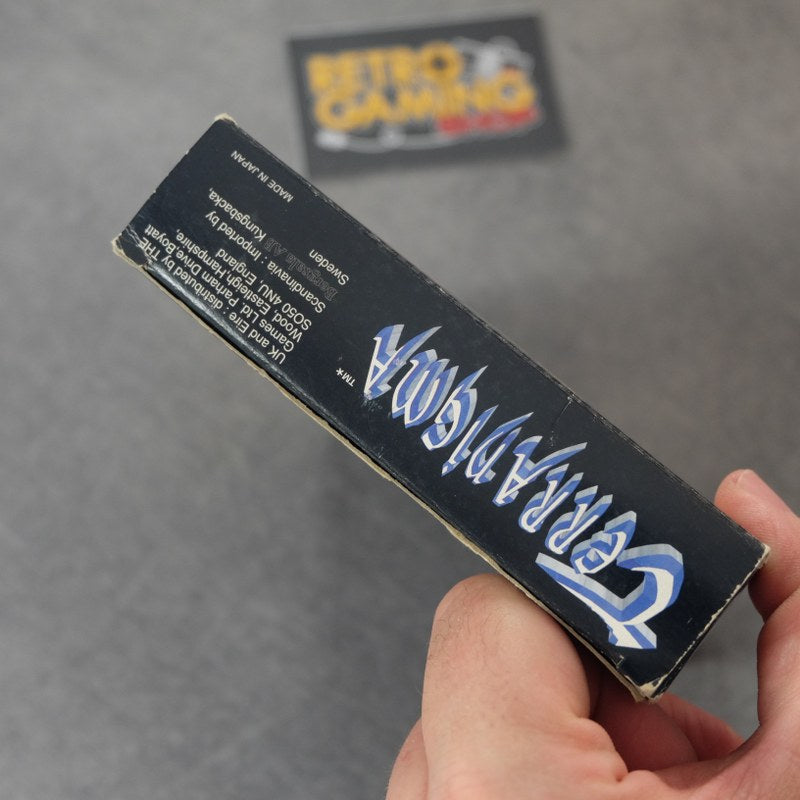 RETRO
GAMING
TERRADIGMA
™*
UK and Eire : distributed by THE
Games Ltd, Parham Drive,Boyatt
Wood, Eastleigh,Hampshire,
SO50 4NU, England
Scandinavia : Imported by
Bergsala AB Kungsbacka,
Sweden
MADE IN JAPAN